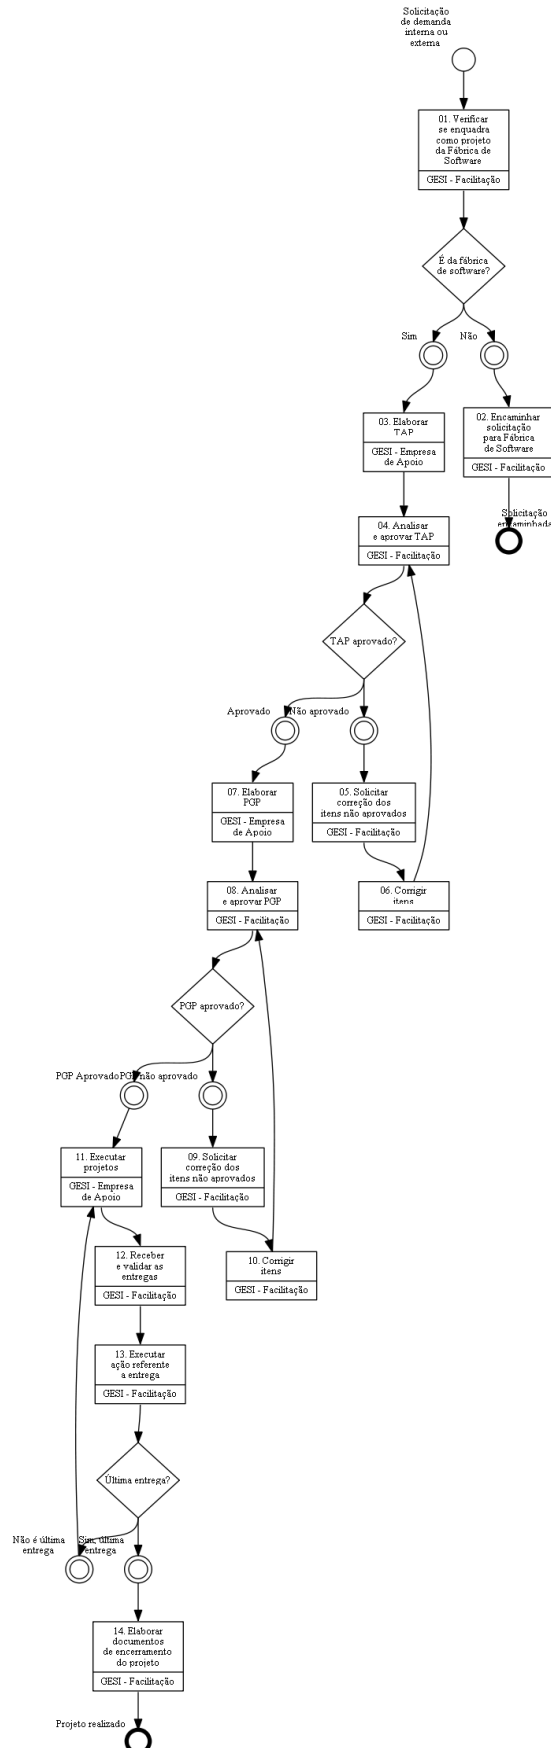 Solicitação
de demanda
interna ou
externa
01. Verificar
se enquadra
como projeto
da Fábrica de
Software
GESI - Facilitação
É da fábrica
de software?
Sim
Não
03. Elaborar
TAP
GESI - Empresa
de Apoio
02. Encaminhar
solicitação
para Fábrica
de Software
GESI - Facilitação
Solicitação
encaminhada
04. Analisar
e aprovar TAP
GESI - Facilitação
TAP aprovado?
Aprovado
Não aprovado
07. Elaborar
PGP
GESI - Empresa
de Apoio
05. Solicitar
correção dos
itens não aprovados
GESI - Facilitação
08. Analisar
e aprovar PGP
GESI - Facilitação
06. Corrigir
itens
GESI - Facilitação
PGP aprovado?
PGP Aprovado
PGP não aprovado
11. Executar
projetos
GESI - Empresa
de Apoio
09. Solicitar
correção dos
itens não aprovados
GESI - Facilitação
12. Receber
e validar as
entregas
GESI - Facilitação
10. Corrigir
itens
GESI - Facilitação
13. Executar
ação referente
a entrega
GESI - Facilitação
Última entrega?
Não é última
entrega
Sim, última
entrega
14. Elaborar
documentos
de encerramento
do projeto
GESI - Facilitação
Projeto realizado